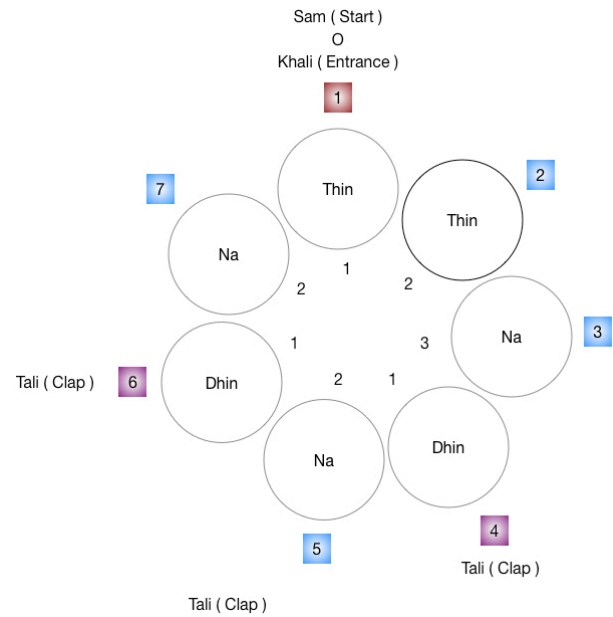 Sam ( Start )
O
Khali ( Entrance )
1
Thin
2
Thin
7
Na
1
2
2
3
Na
1
3
Tali ( Clap )
6
Dhin
2
1
Dhin
Na
4
5
Tali ( Clap )
Tali ( Clap )